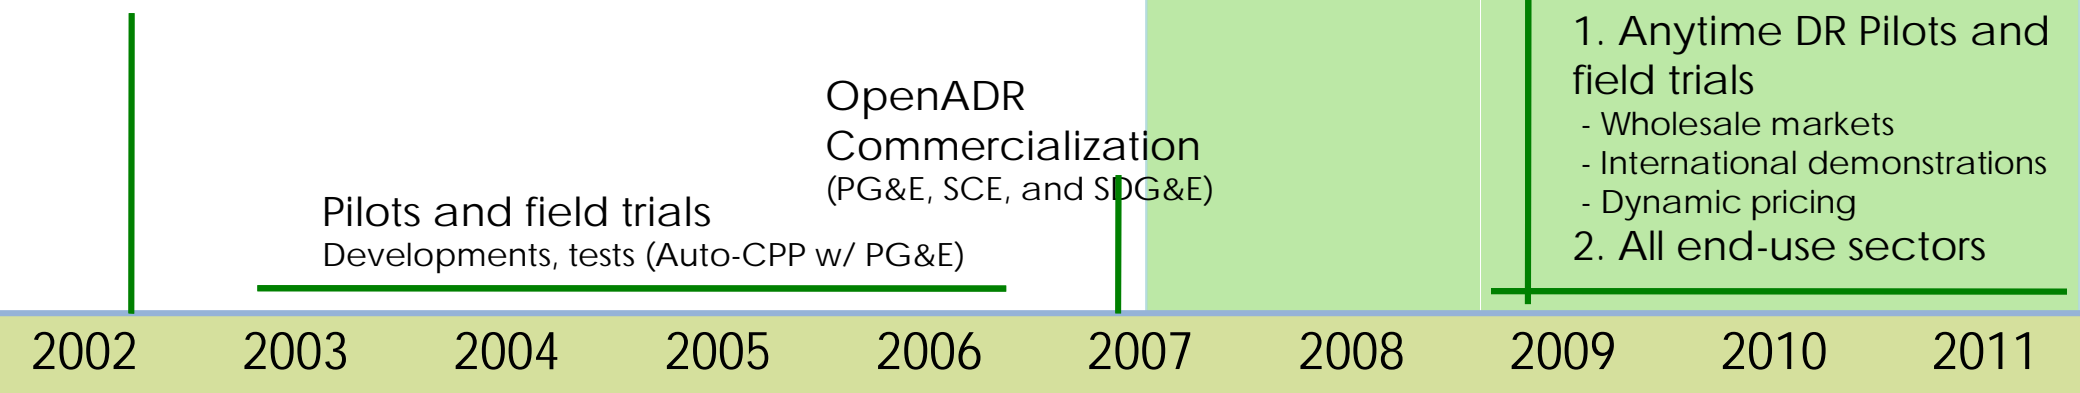 Pilots and field trials
Developments, tests (Auto-CPP w/ PG&E)
OpenADR
Commercialization
(PG&E, SCE, and SDG&E)
1. Anytime DR Pilots and
field trials
- Wholesale markets
- International demonstrations
- Dynamic pricing
2. All end-use sectors
2002 2003 2004 2005 2006 2007 2008 2009 2010 2011